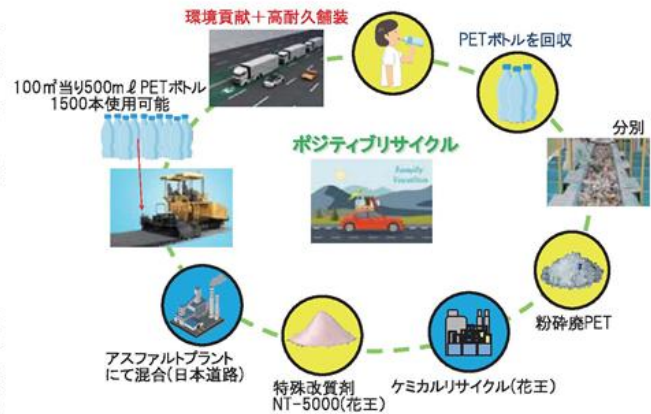 環境貢献＋高耐久舗装
PETボトルを回収
100㎡当り500mℓPETボトル
1500本使用可能
分別
ポジティブリサイクル
Family
Vacation
粉砕廃PET
アスファルトプラント
にて混合(日本道路)
特殊改質剤
NT-5000(花王)
ケミカルリサイクル(花王)